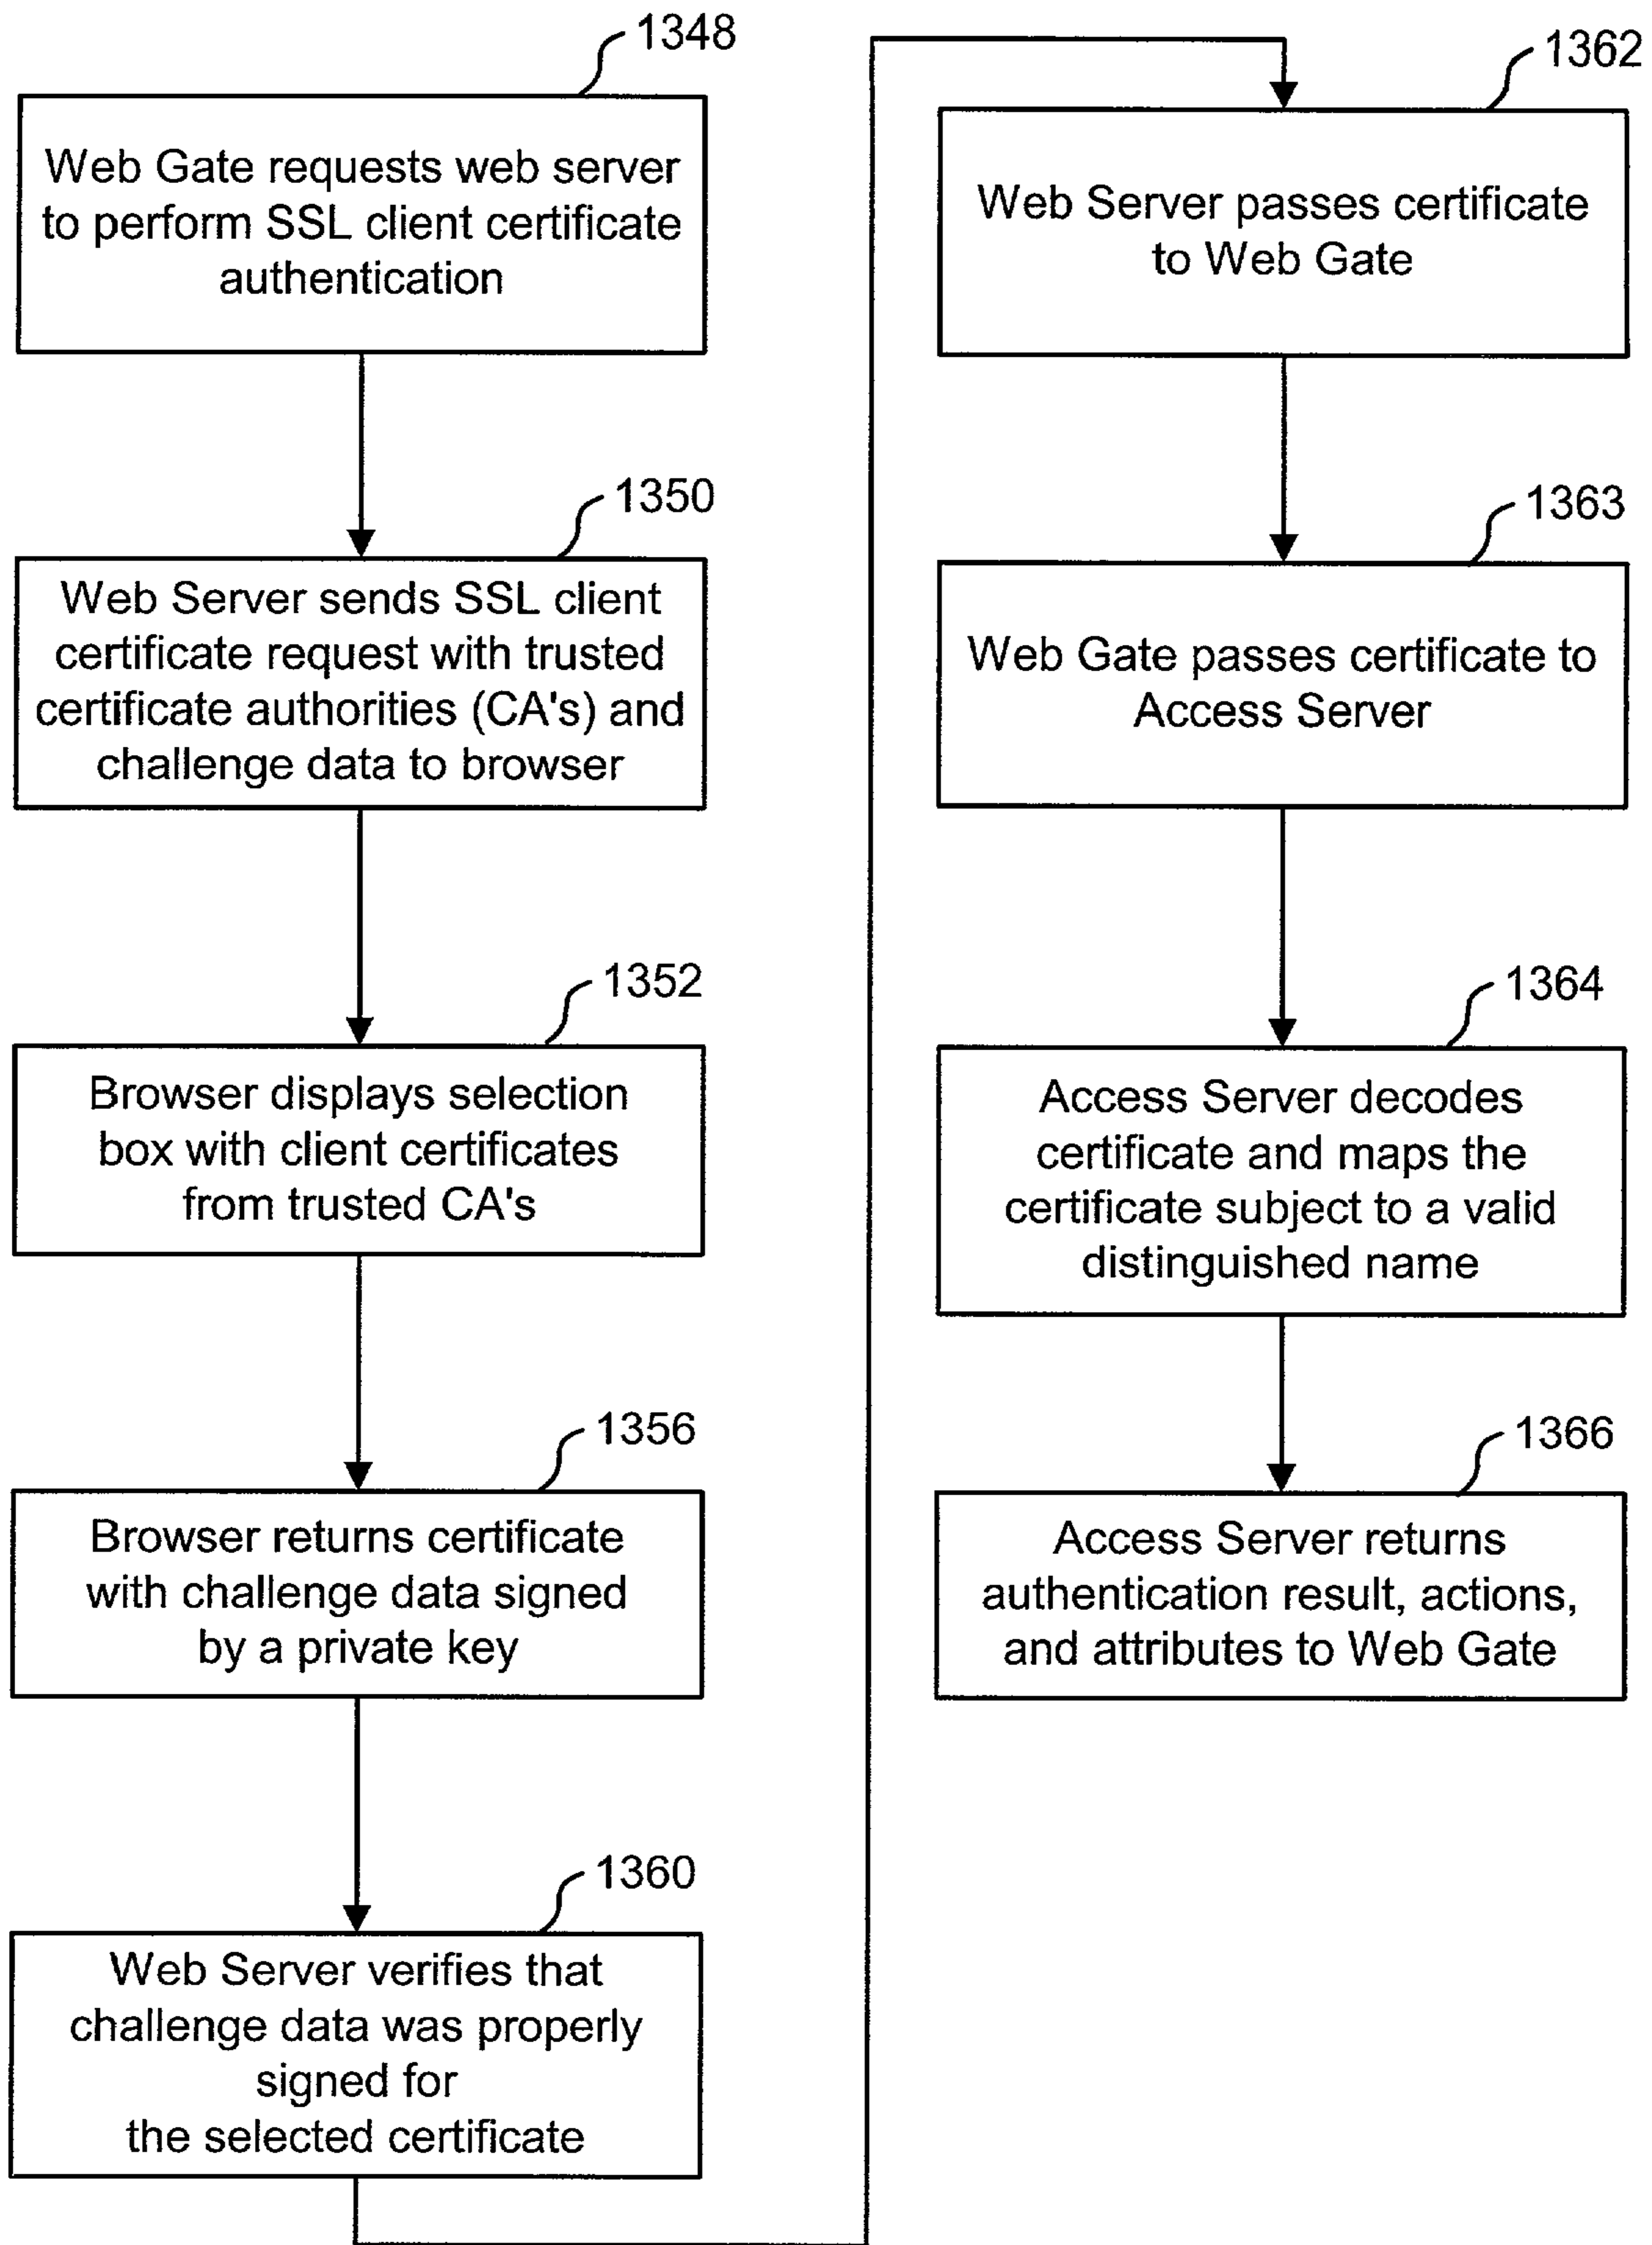 1348
Web Gate requests web server
to perform SSL client certificate
authentication
1350
Web Server sends SSL client
certificate request with trusted
certificate authorities (CA's) and
challenge data to browser
1352
Browser displays selection
box with client certificates
from trusted CA's
1356
Browser returns certificate
with challenge data signed
by a private key
1360
Web Server verifies that
challenge data was properly
signed for
the selected certificate
1362
Web Server passes certificate
to Web Gate
1363
Web Gate passes certificate to
Access Server
1364
Access Server decodes
certificate and maps the
certificate subject to a valid
distinguished name
1366
Access Server returns
authentication result, actions,
and attributes to Web Gate